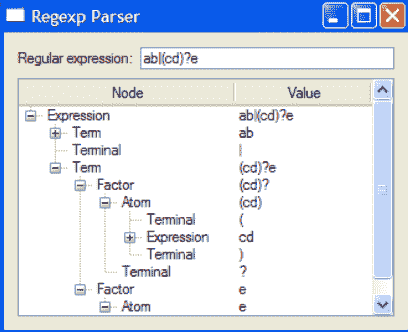 Regexp Parser
Regular expression: ab|(cd)?e
Node Value
Expression ab|(cd)?e
Term ab
Terminal |
Term (cd)?e
Factor (cd)?
Atom (cd)
Terminal (
Expression cd
Terminal )
Terminal ?
Factor e
Atom e